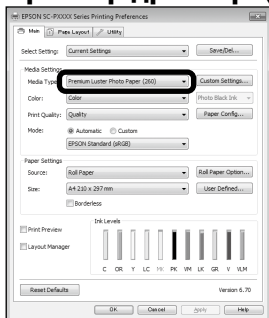 EPSON SC-PXXXX Series Printing Preferences
Main Page Layout Utility
Select Setting: Current Settings Save/Del...
Media Settings
Media Type: Premium Luster Photo Paper (260) Custom Settings...
Color: Color Photo Black Ink
Print Quality: Quality Paper Config...
Mode: Automatic Custom
EPSON Standard (sRGB)
Paper Settings
Source: Roll Paper Roll Paper Option...
Size: A4 210 x 297 mm User Defined...
Borderless
Ink Levels
Print Preview
Layout Manager
C OR Y LC MK PK VM LK GR V VLM
Reset Defaults Version 6.70
OK Cancel Apply Help